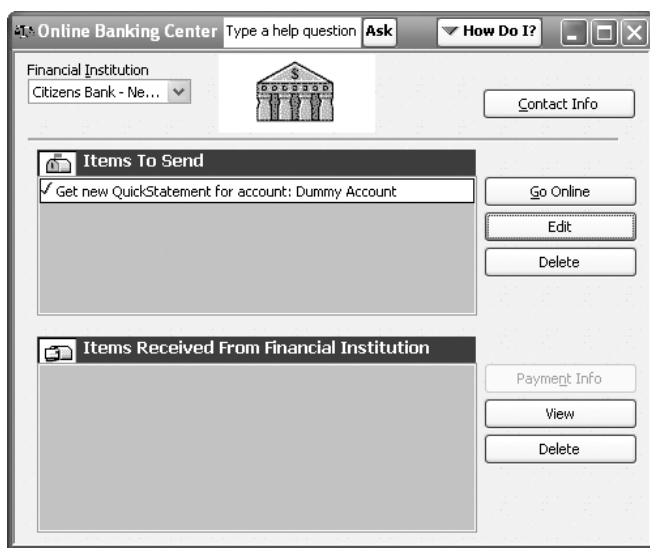 Online Banking Center Type a help question Ask How Do I?
Financial Institution
Citizens Bank - Ne...
$
Contact Info
Items To Send
✓ Get new QuickStatement for account: Dummy Account
Go Online
Edit
Delete
Items Received From Financial Institution
Payment Info
View
Delete